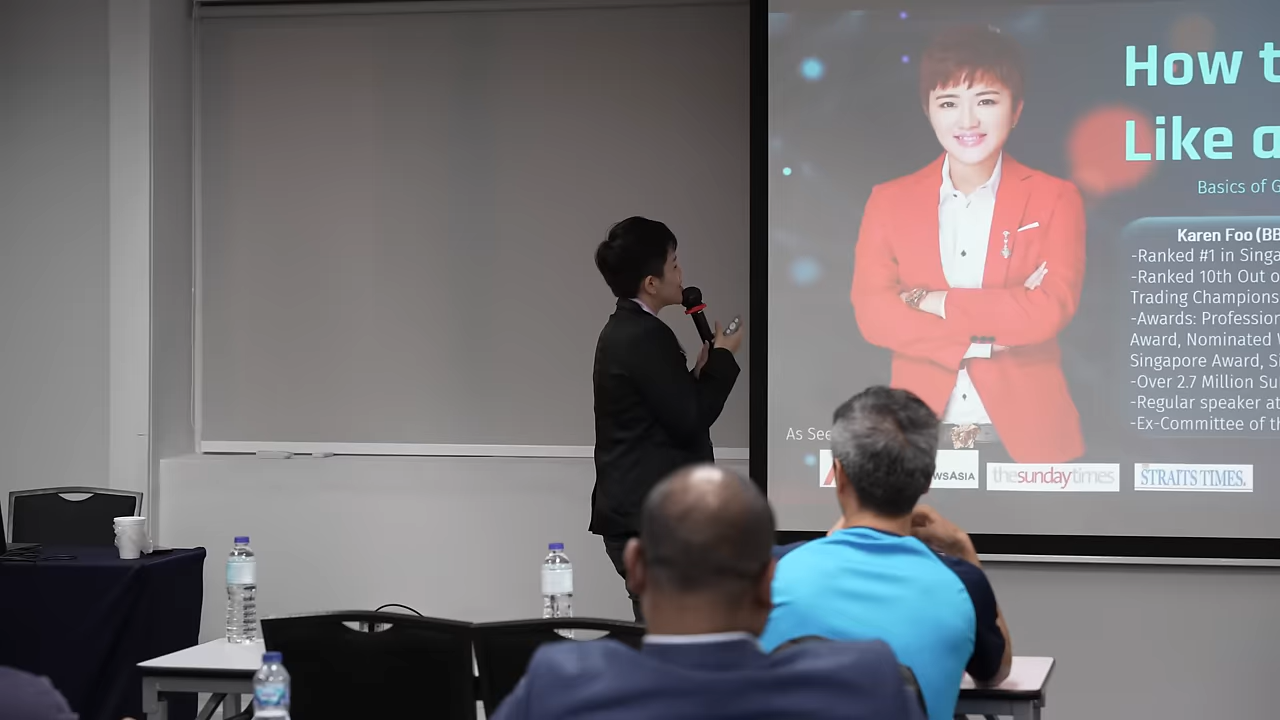 How t
Like a
Basics of G
Karen Foo (BB
-Ranked #1 in Singa
-Ranked 10th Out o
Trading Champions
-Awards: Profession
Award, Nominated W
Singapore Award, S
-Over 2.7 Million Su
-Regular speaker at
-Ex-Committee of th
As See
WSASIA
thesundaytimes
THE STRAITS TIMES